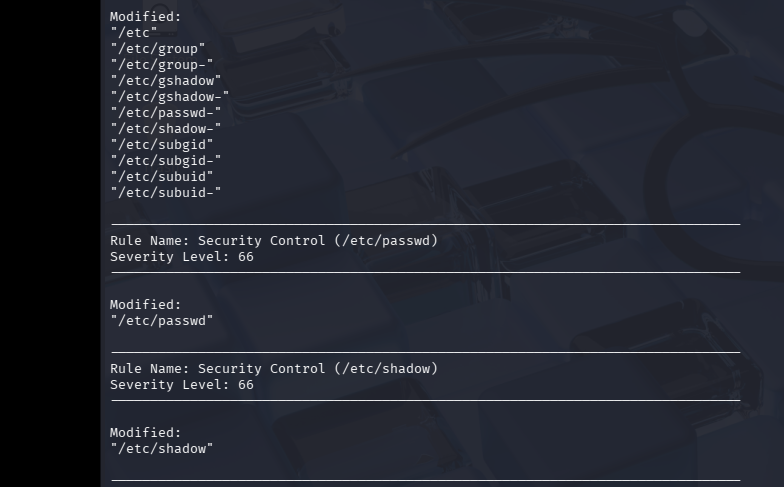 Modified:
"/etc"
"/etc/group"
"/etc/group-"
"/etc/gshadow"
"/etc/gshadow-"
"/etc/passwd-"
"/etc/shadow-"
"/etc/subgid"
"/etc/subgid-"
"/etc/subuid"
"/etc/subuid-"
Rule Name: Security Control (/etc/passwd)
Severity Level: 66
Modified:
"/etc/passwd"
Rule Name: Security Control (/etc/shadow)
Severity Level: 66
Modified:
"/etc/shadow"